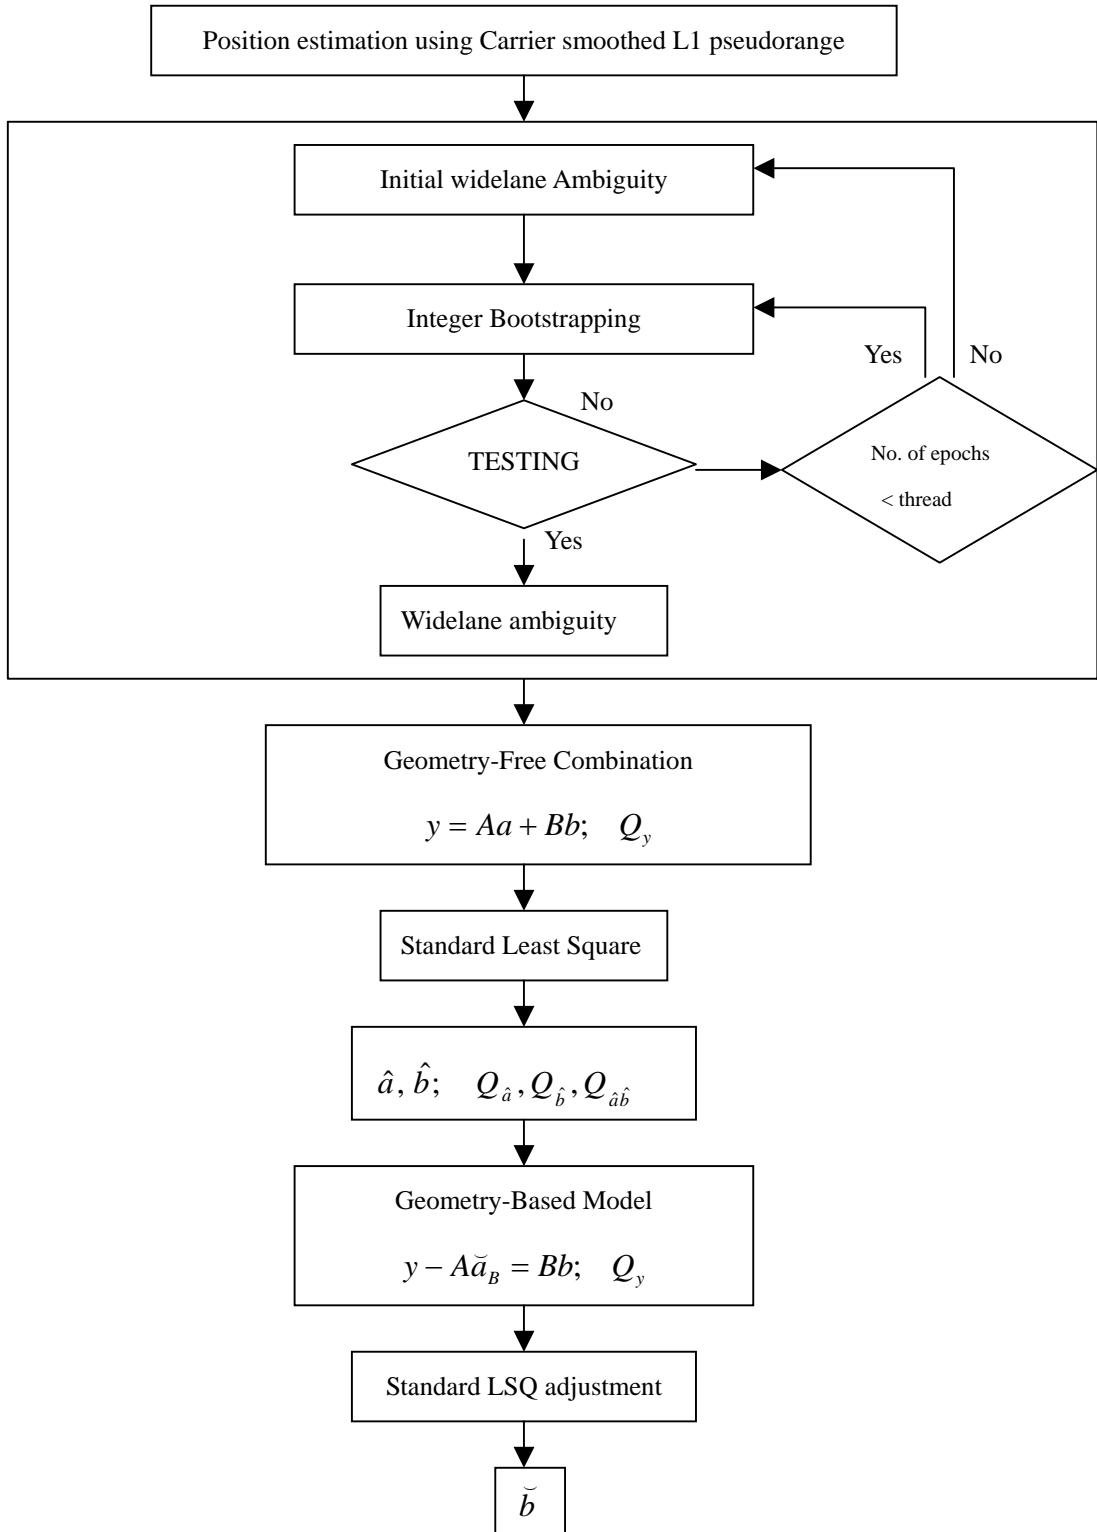 Position estimation using Carrier smoothed L1 pseudorange
Initial widelane Ambiguity
Integer Bootstrapping
Yes
No
No
TESTING
No. of epochs
< thread
Yes
Widelane ambiguity
Geometry-Free Combination
y = Aa + Bb; Q_y
Standard Least Square
â, b̂; Q_â, Q_b̂, Q_âb̂
Geometry-Based Model
y − Aă_B = Bb; Q_y
Standard LSQ adjustment
b̆